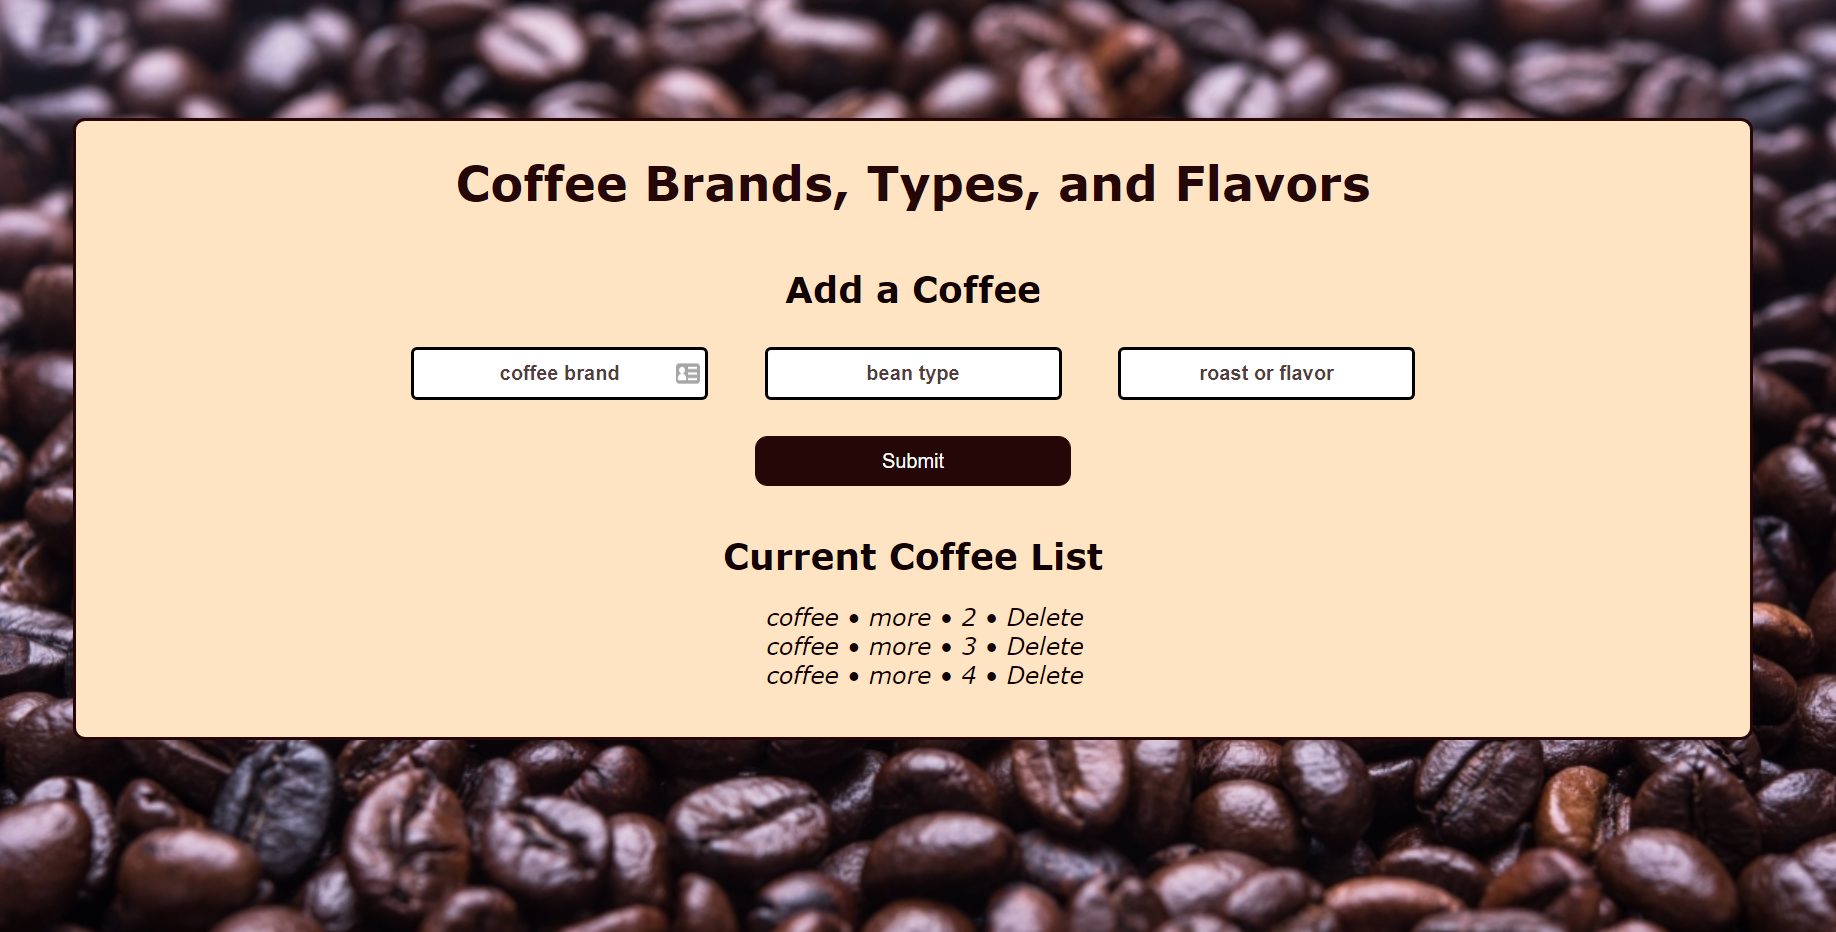 Coffee Brands, Types, and Flavors
Add a Coffee
coffee brand
bean type
roast or flavor
Submit
Current Coffee List
coffee • more • 2 • Delete
coffee • more • 3 • Delete
coffee • more • 4 • Delete